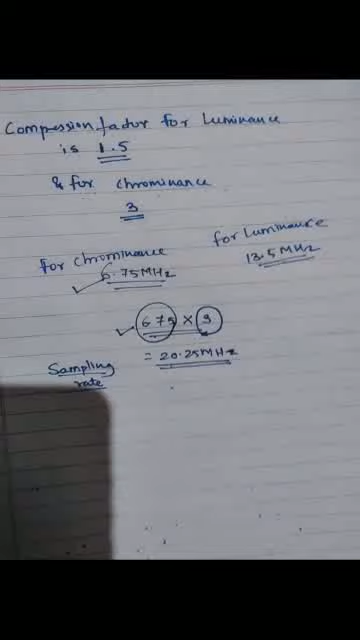 Compression factor for Luminance
is 1.5
& for chrominance
3
for chrominance
6.75 MHz
for Luminance
13.5 MHz
6.75 × 3
= 20.25 MHz
Sampling
rate